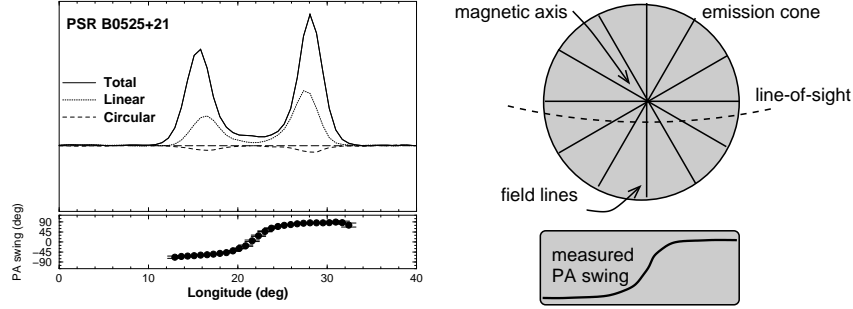 PSR B0525+21
Total
Linear
Circular
PA swing (deg)
90
45
0
−45
−90
0 10 20 30 40
Longitude (deg)
magnetic axis
emission cone
line-of-sight
field lines
measured
PA swing